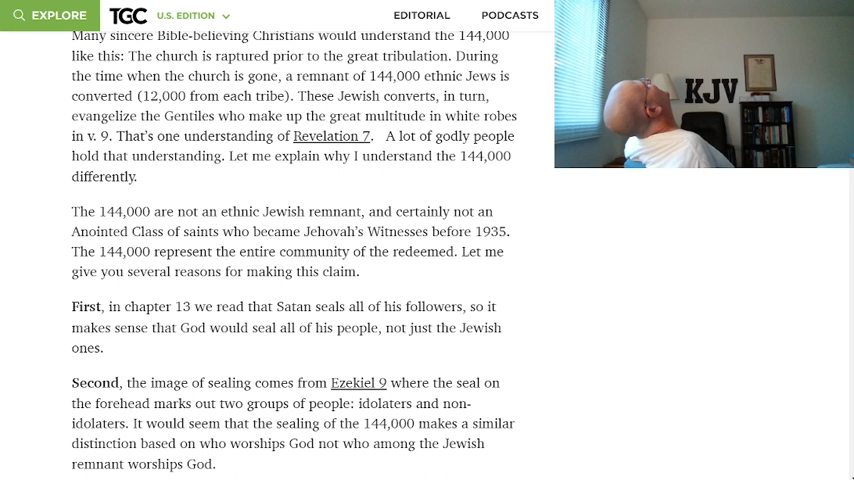 EXPLORE TGC U.S. EDITION EDITORIAL PODCASTS
Many sincere Bible-believing Christians would understand the 144,000
like this: The church is raptured prior to the great tribulation. During
the time when the church is gone, a remnant of 144,000 ethnic Jews is
converted (12,000 from each tribe). These Jewish converts, in turn,
evangelize the Gentiles who make up the great multitude in white robes
in v. 9. That's one understanding of Revelation 7. A lot of godly people
hold that understanding. Let me explain why I understand the 144,000
differently.
The 144,000 are not an ethnic Jewish remnant, and certainly not an
Anointed Class of saints who became Jehovah's Witnesses before 1935.
The 144,000 represent the entire community of the redeemed. Let me
give you several reasons for making this claim.
First, in chapter 13 we read that Satan seals all of his followers, so it
makes sense that God would seal all of his people, not just the Jewish
ones.
Second, the image of sealing comes from Ezekiel 9 where the seal on
the forehead marks out two groups of people: idolaters and non-
idolaters. It would seem that the sealing of the 144,000 makes a similar
distinction based on who worships God not who among the Jewish
remnant worships God.
KJV